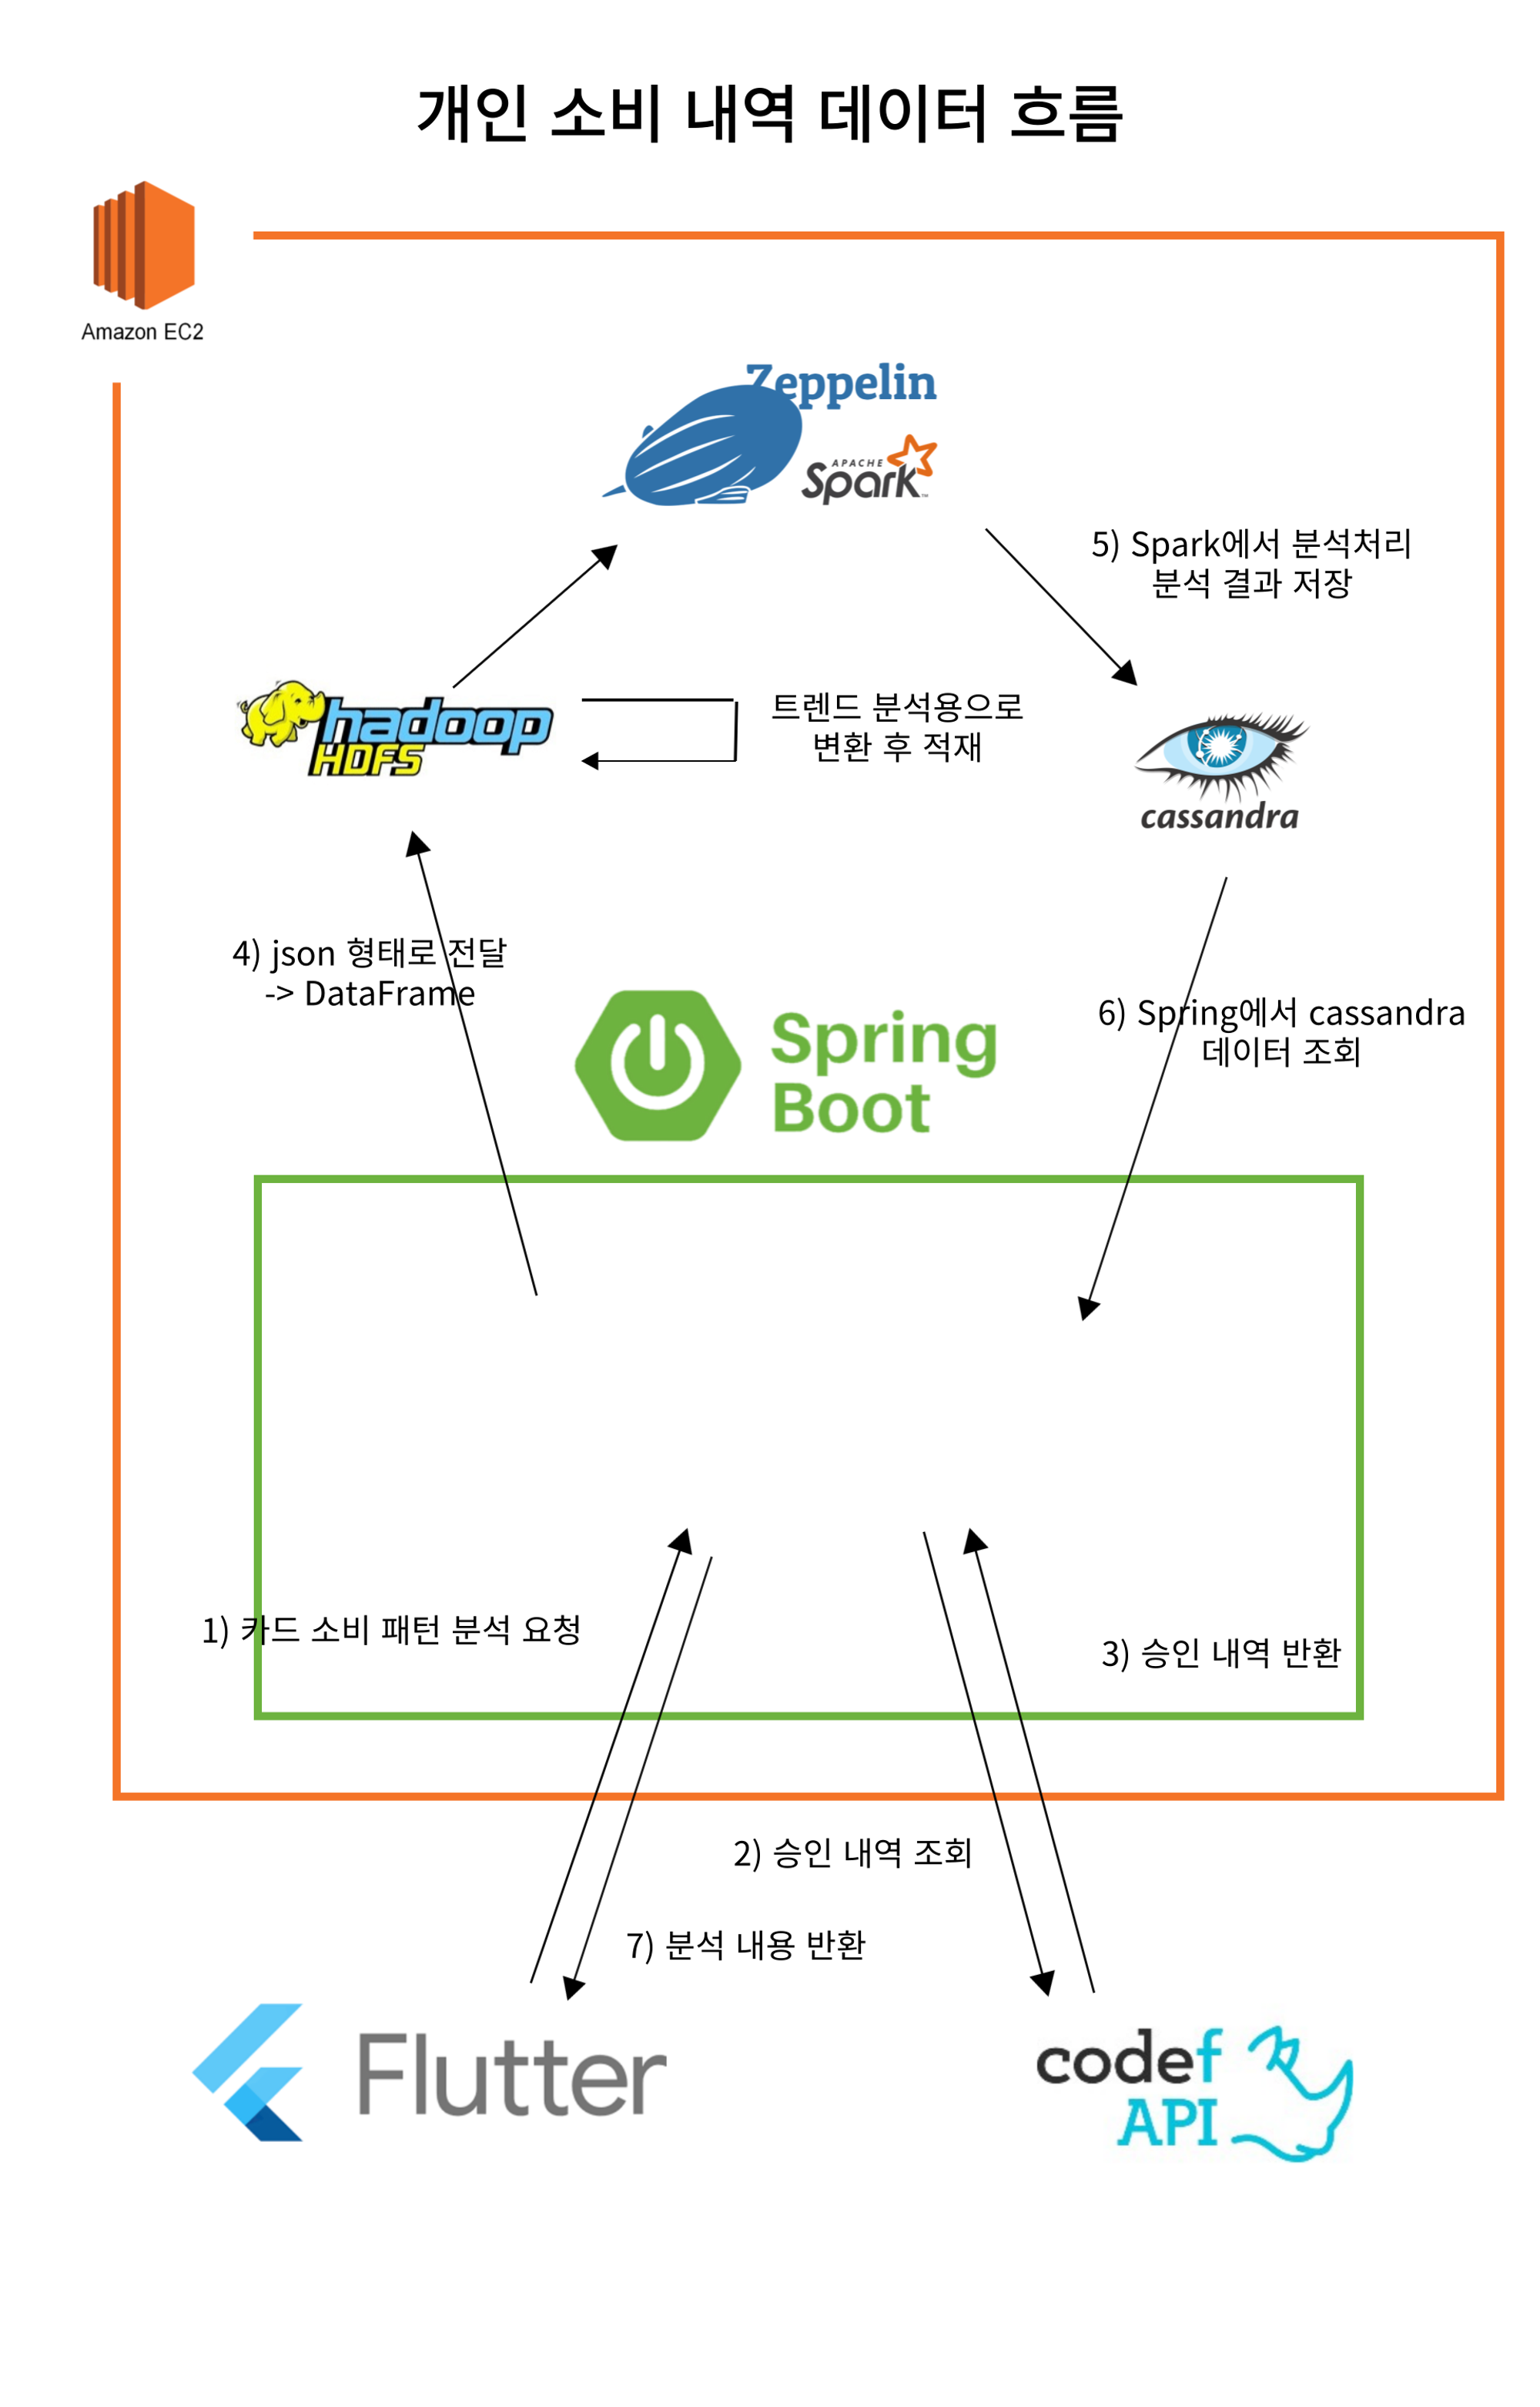 개인 소비 내역 데이터 흐름
Amazon EC2
Zeppelin
APACHE
Spark
TM
5) Spark에서 분석처리
분석 결과 저장
hadoop
HDFS
트렌드 분석용으로
변환 후 적재
cassandra
4) json 형태로 전달
-> DataFrame
Spring
Boot
6) Spring에서 cassandra
데이터 조회
1) 카드 소비 패턴 분석 요청
3) 승인 내역 반환
2) 승인 내역 조회
7) 분석 내용 반환
Flutter
codef
API